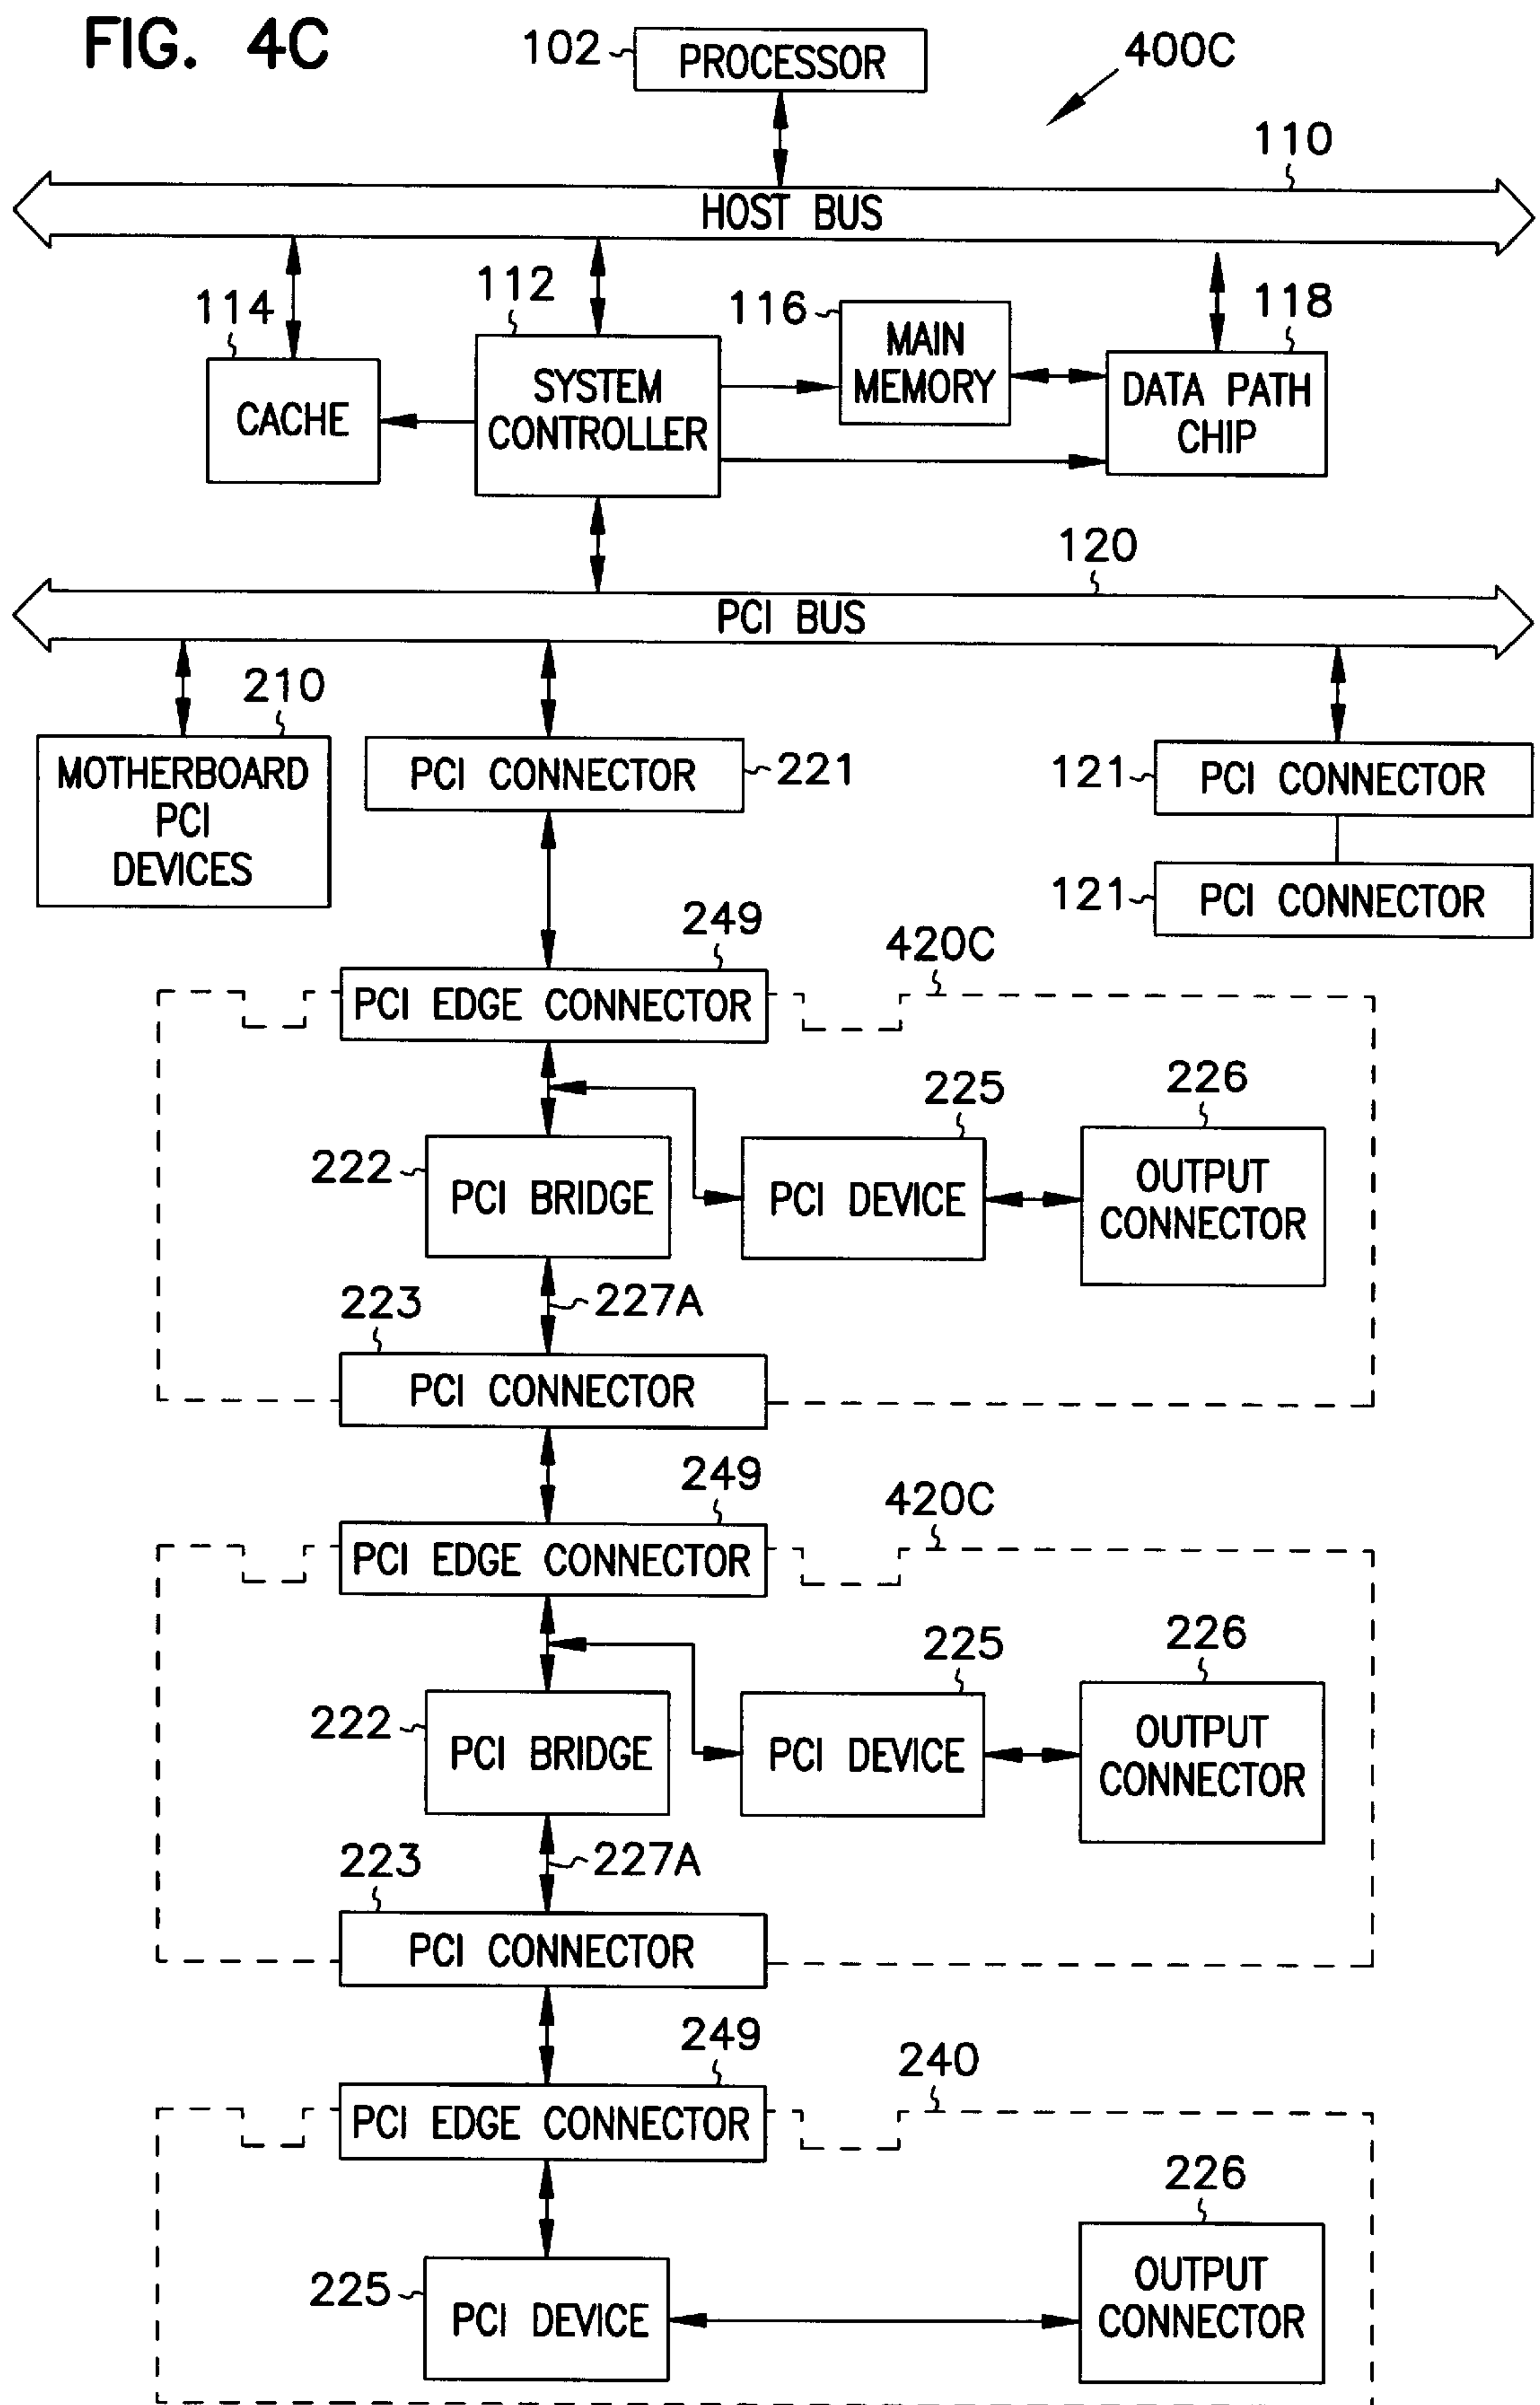 FIG. 4C
102
PROCESSOR
400C
110
HOST BUS
114
112
116
118
CACHE
SYSTEM
CONTROLLER
MAIN
MEMORY
DATA PATH
CHIP
120
PCI BUS
210
MOTHERBOARD
PCI
DEVICES
PCI CONNECTOR
221
121
PCI CONNECTOR
121
PCI CONNECTOR
249
420C
PCI EDGE CONNECTOR
225
226
222
PCI BRIDGE
PCI DEVICE
OUTPUT
CONNECTOR
223
227A
PCI CONNECTOR
249
420C
PCI EDGE CONNECTOR
225
226
222
PCI BRIDGE
PCI DEVICE
OUTPUT
CONNECTOR
223
227A
PCI CONNECTOR
249
240
PCI EDGE CONNECTOR
226
225
PCI DEVICE
OUTPUT
CONNECTOR